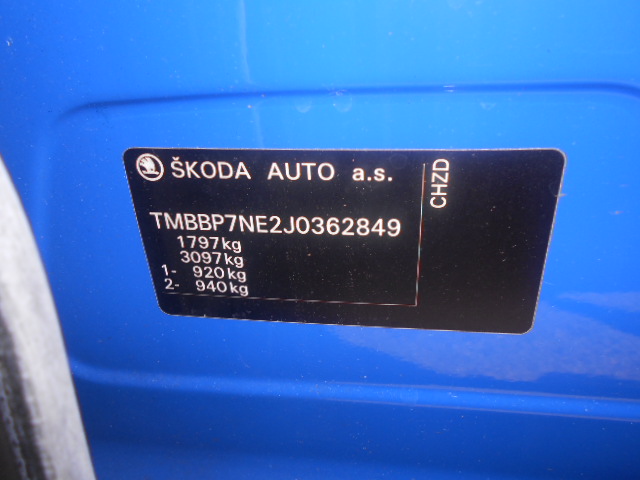 ŠKODA AUTO a.s.
CHZD
TMBBP7NE2J0362849
1797kg
3097kg
1- 920kg
2- 940kg